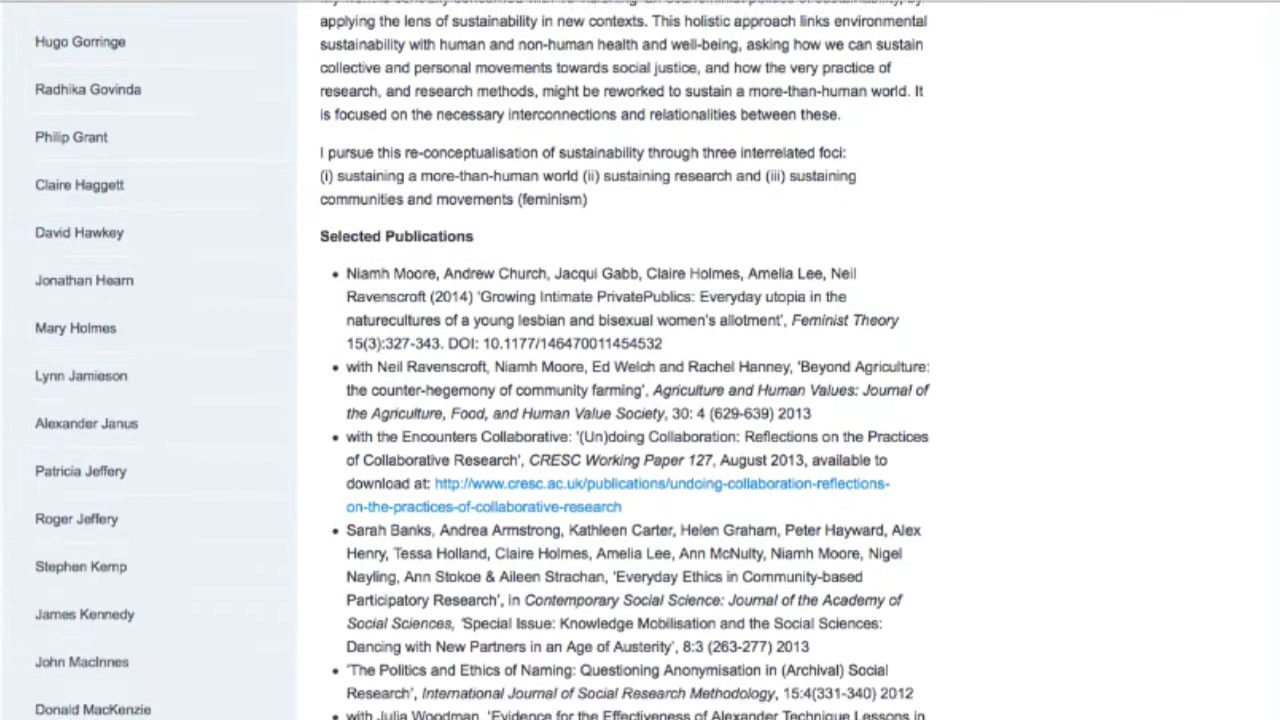 Hugo Gorringe
Radhika Govinda
Philip Grant
Claire Haggett
David Hawkey
Jonathan Hearn
Mary Holmes
Lynn Jamieson
Alexander Janus
Patricia Jeffery
Roger Jeffery
Stephen Kemp
James Kennedy
John MacInnes
Donald MacKenzie
applying the lens of sustainability in new contexts. This holistic approach links environmental
sustainability with human and non-human health and well-being, asking how we can sustain
collective and personal movements towards social justice, and how the very practice of
research, and research methods, might be reworked to sustain a more-than-human world. It
is focused on the necessary interconnections and relationalities between these.
I pursue this re-conceptualisation of sustainability through three interrelated foci:
(i) sustaining a more-than-human world (ii) sustaining research and (iii) sustaining
communities and movements (feminism)
Selected Publications
• Niamh Moore, Andrew Church, Jacqui Gabb, Claire Holmes, Amelia Lee, Neil
Ravenscroft (2014) 'Growing Intimate PrivatePublics: Everyday utopia in the
naturecultures of a young lesbian and bisexual women's allotment', Feminist Theory
15(3):327-343. DOI: 10.1177/146470011454532
• with Neil Ravenscroft, Niamh Moore, Ed Welch and Rachel Hanney, 'Beyond Agriculture:
the counter-hegemony of community farming', Agriculture and Human Values: Journal of
the Agriculture, Food, and Human Value Society, 30: 4 (629-639) 2013
• with the Encounters Collaborative: '(Un)doing Collaboration: Reflections on the Practices
of Collaborative Research', CRESC Working Paper 127, August 2013, available to
download at: http://www.cresc.ac.uk/publications/undoing-collaboration-reflections-
on-the-practices-of-collaborative-research
• Sarah Banks, Andrea Armstrong, Kathleen Carter, Helen Graham, Peter Hayward, Alex
Henry, Tessa Holland, Claire Holmes, Amelia Lee, Ann McNulty, Niamh Moore, Nigel
Nayling, Ann Stokoe & Aileen Strachan, 'Everyday Ethics in Community-based
Participatory Research', in Contemporary Social Science: Journal of the Academy of
Social Sciences, 'Special Issue: Knowledge Mobilisation and the Social Sciences:
Dancing with New Partners in an Age of Austerity', 8:3 (263-277) 2013
• 'The Politics and Ethics of Naming: Questioning Anonymisation in (Archival) Social
Research', International Journal of Social Research Methodology, 15:4(331-340) 2012
• with Julia Woodman, 'Evidence for the Effectiveness of Alexander Technique Lessons in